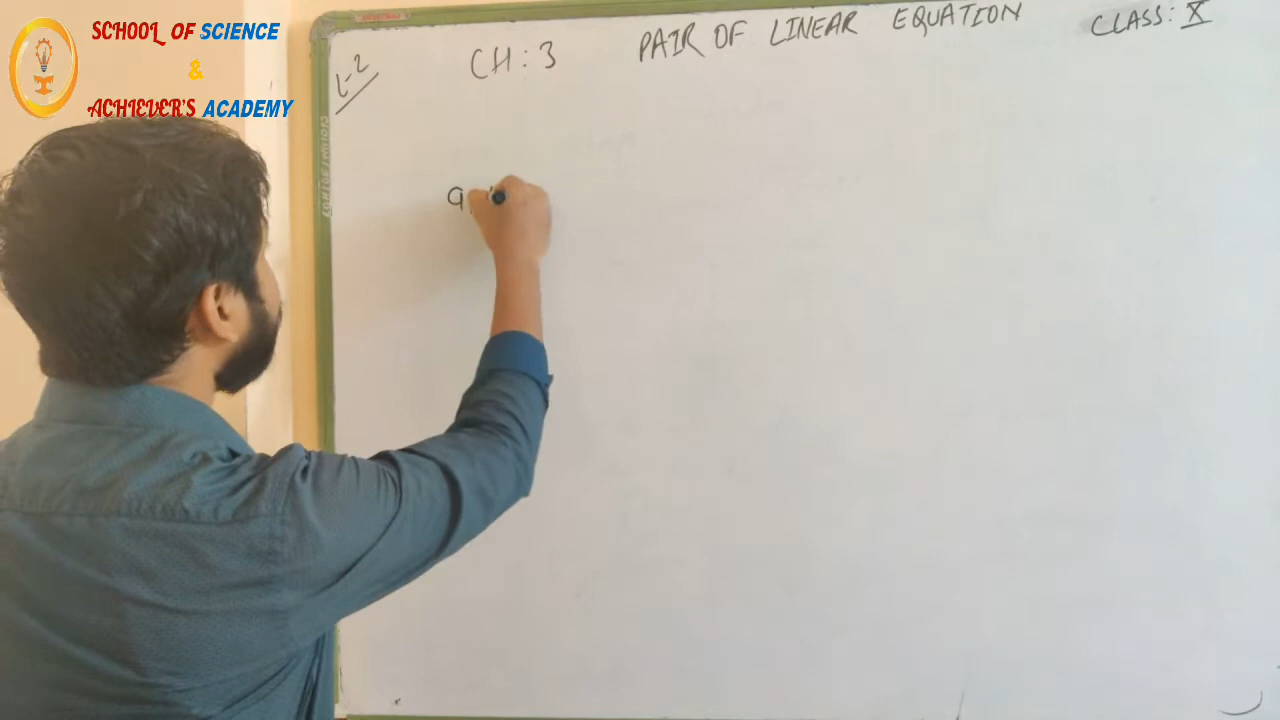 SCHOOL OF SCIENCE
&
ACHIEVER'S ACADEMY
L-2
CH : 3 PAIR OF LINEAR EQUATION CLASS : X
a